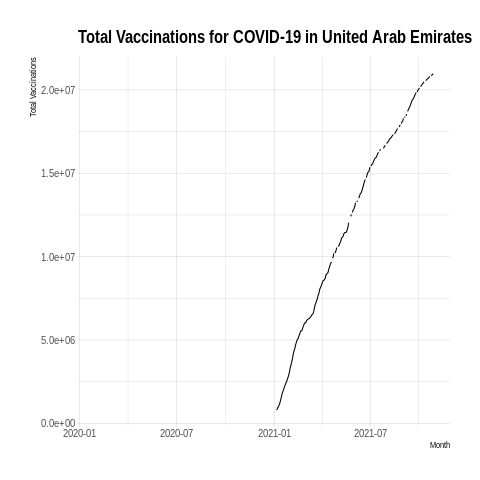 Total Vaccinations for COVID-19 in United Arab Emirates
Total Vaccinations
2.0e+07
1.5e+07
1.0e+07
5.0e+06
0.0e+00
2020-01 2020-07 2021-01 2021-07
Month